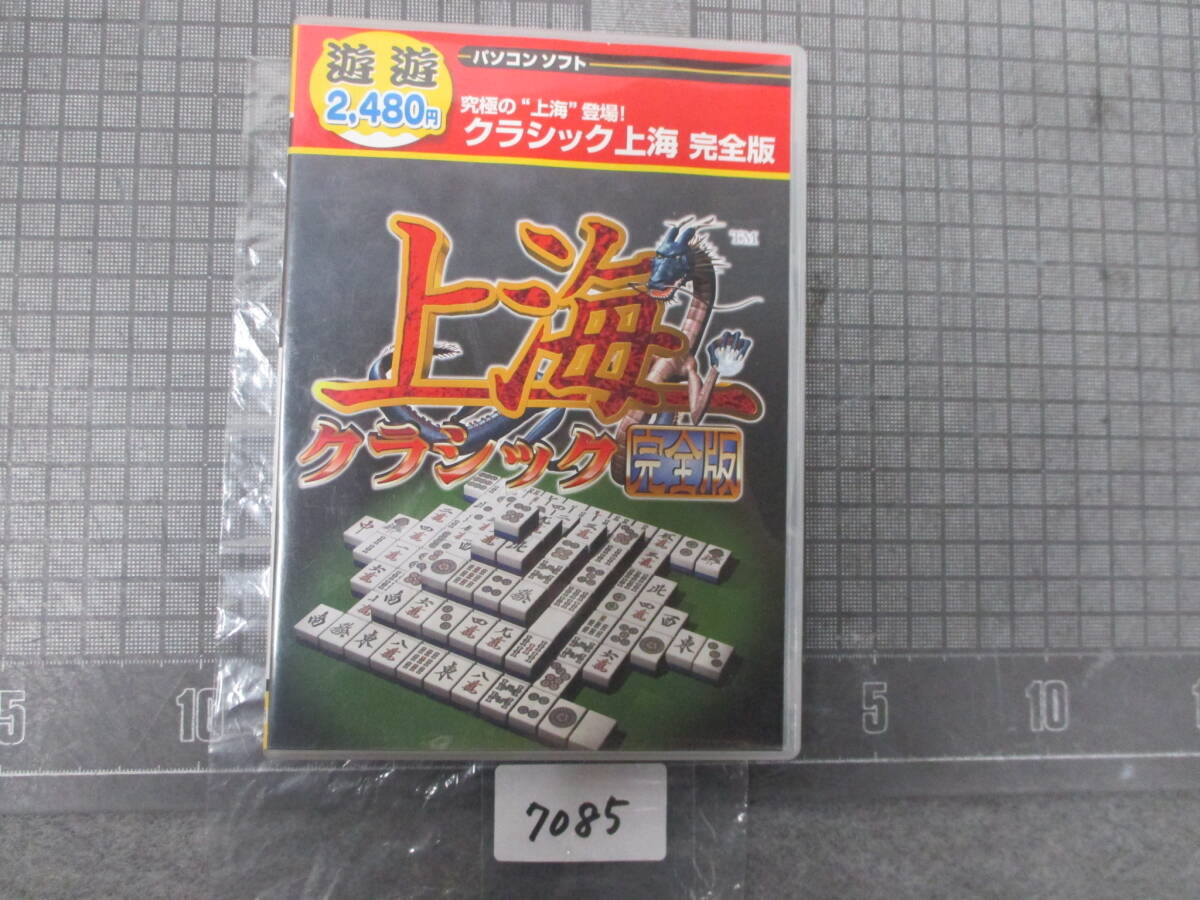 遊遊
2,480円
パソコン ソフト
究極の“上海”登場!
クラシック上海 完全版
上海
TM
クラシック 完全版
5 10 5 10
7085